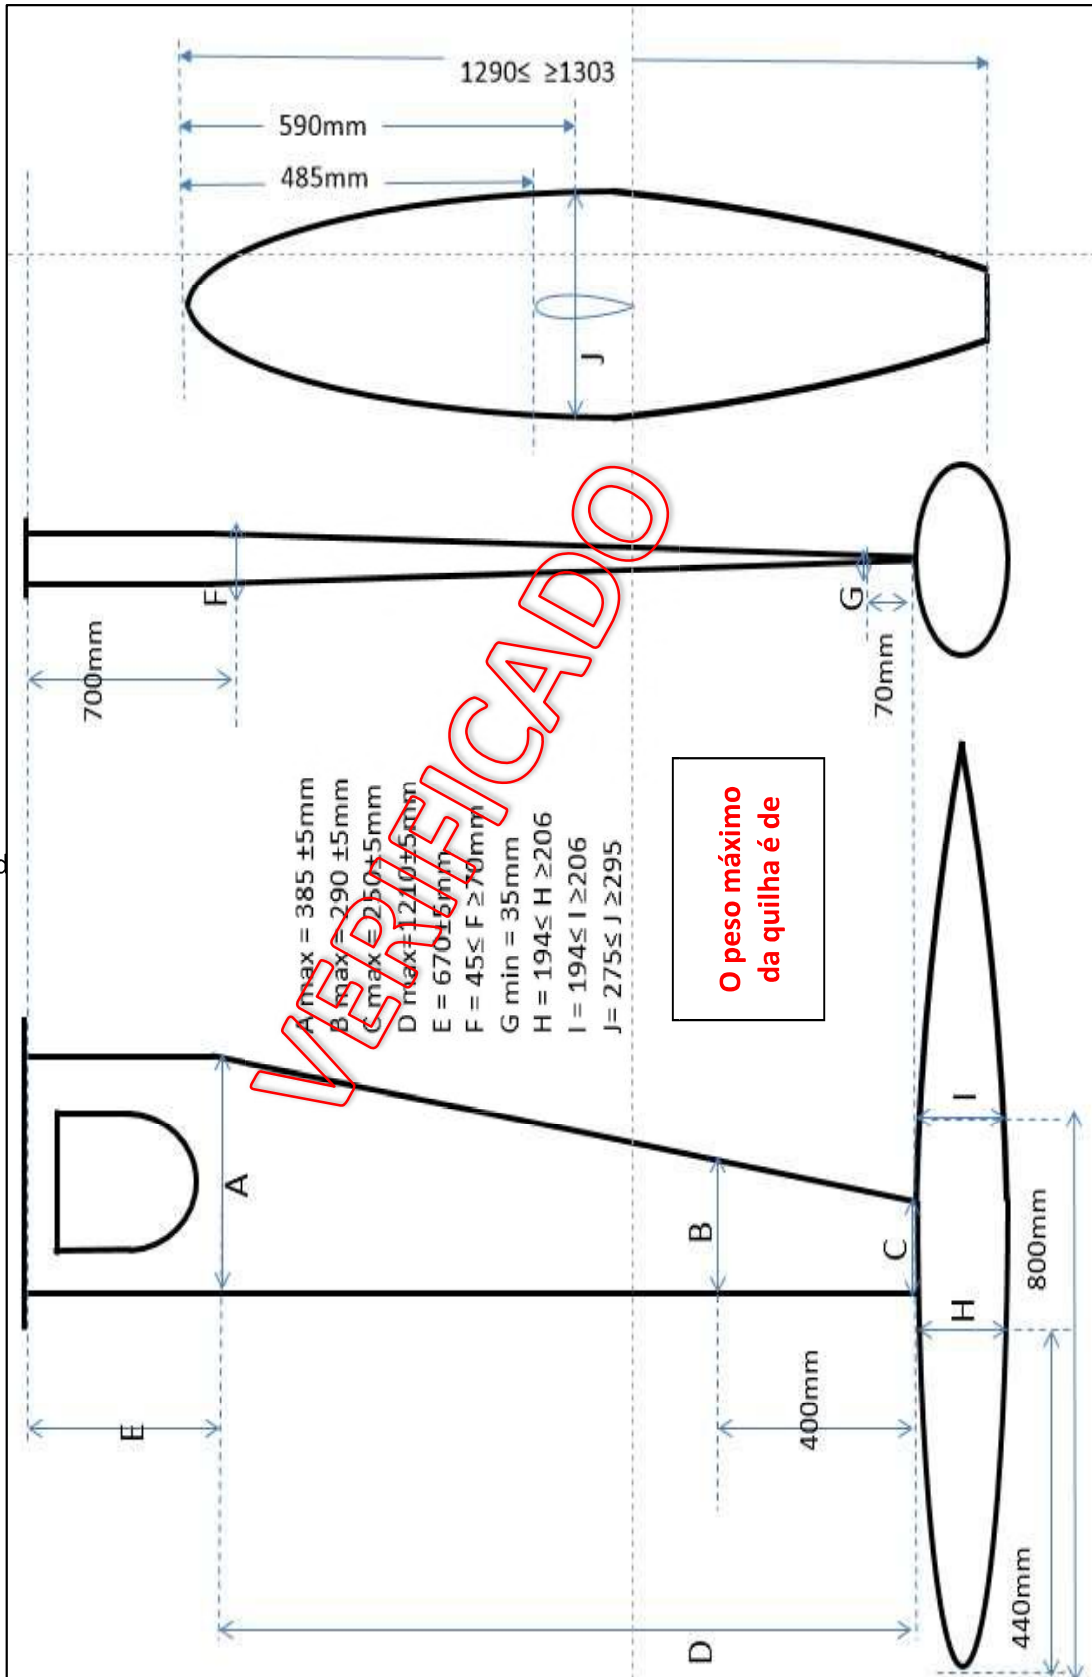 1290≤ ≥1303
590mm
485mm
J
F
G
700mm
70mm
A max = 385 ±5mm
B max = 290 ±5mm
C max = 250±5mm
D max=1210±5mm
E = 670±5mm
F = 45≤ F ≥70mm
G min = 35mm
H = 194≤ H ≥206
I = 194≤ I ≥206
J= 275≤ J ≥295
VERIFICADO
O peso máximo
da quilha é de
A
B
C
I
H
800mm
E
400mm
D
440mm